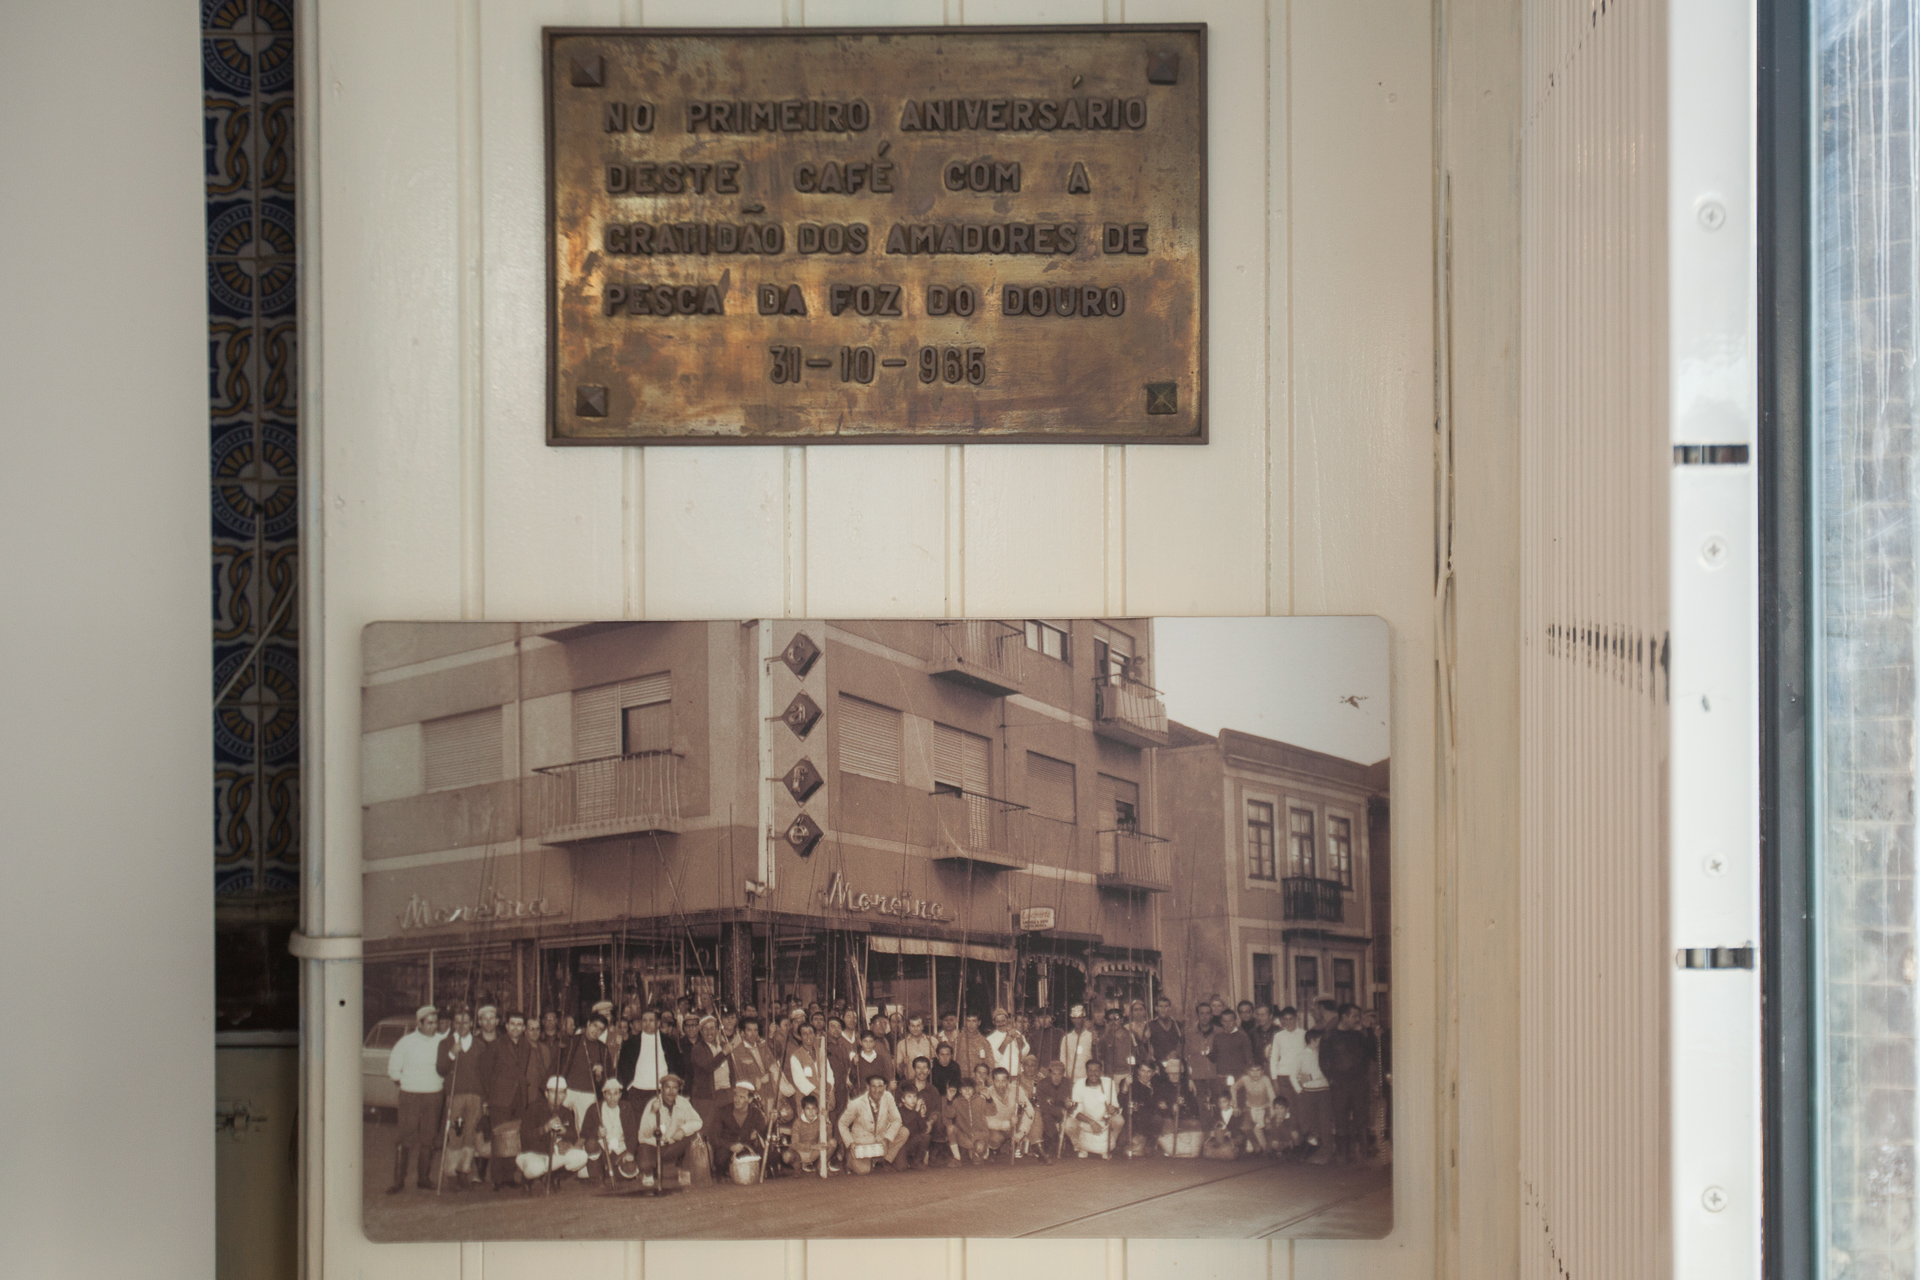 NO PRIMEIRO ANIVERSÁRIO
DESTE CAFÉ COM A
GRATIDÃO DOS AMADORES DE
PESCA DA FOZ DO DOURO
31-10-965
Café
Moreira
Moreira